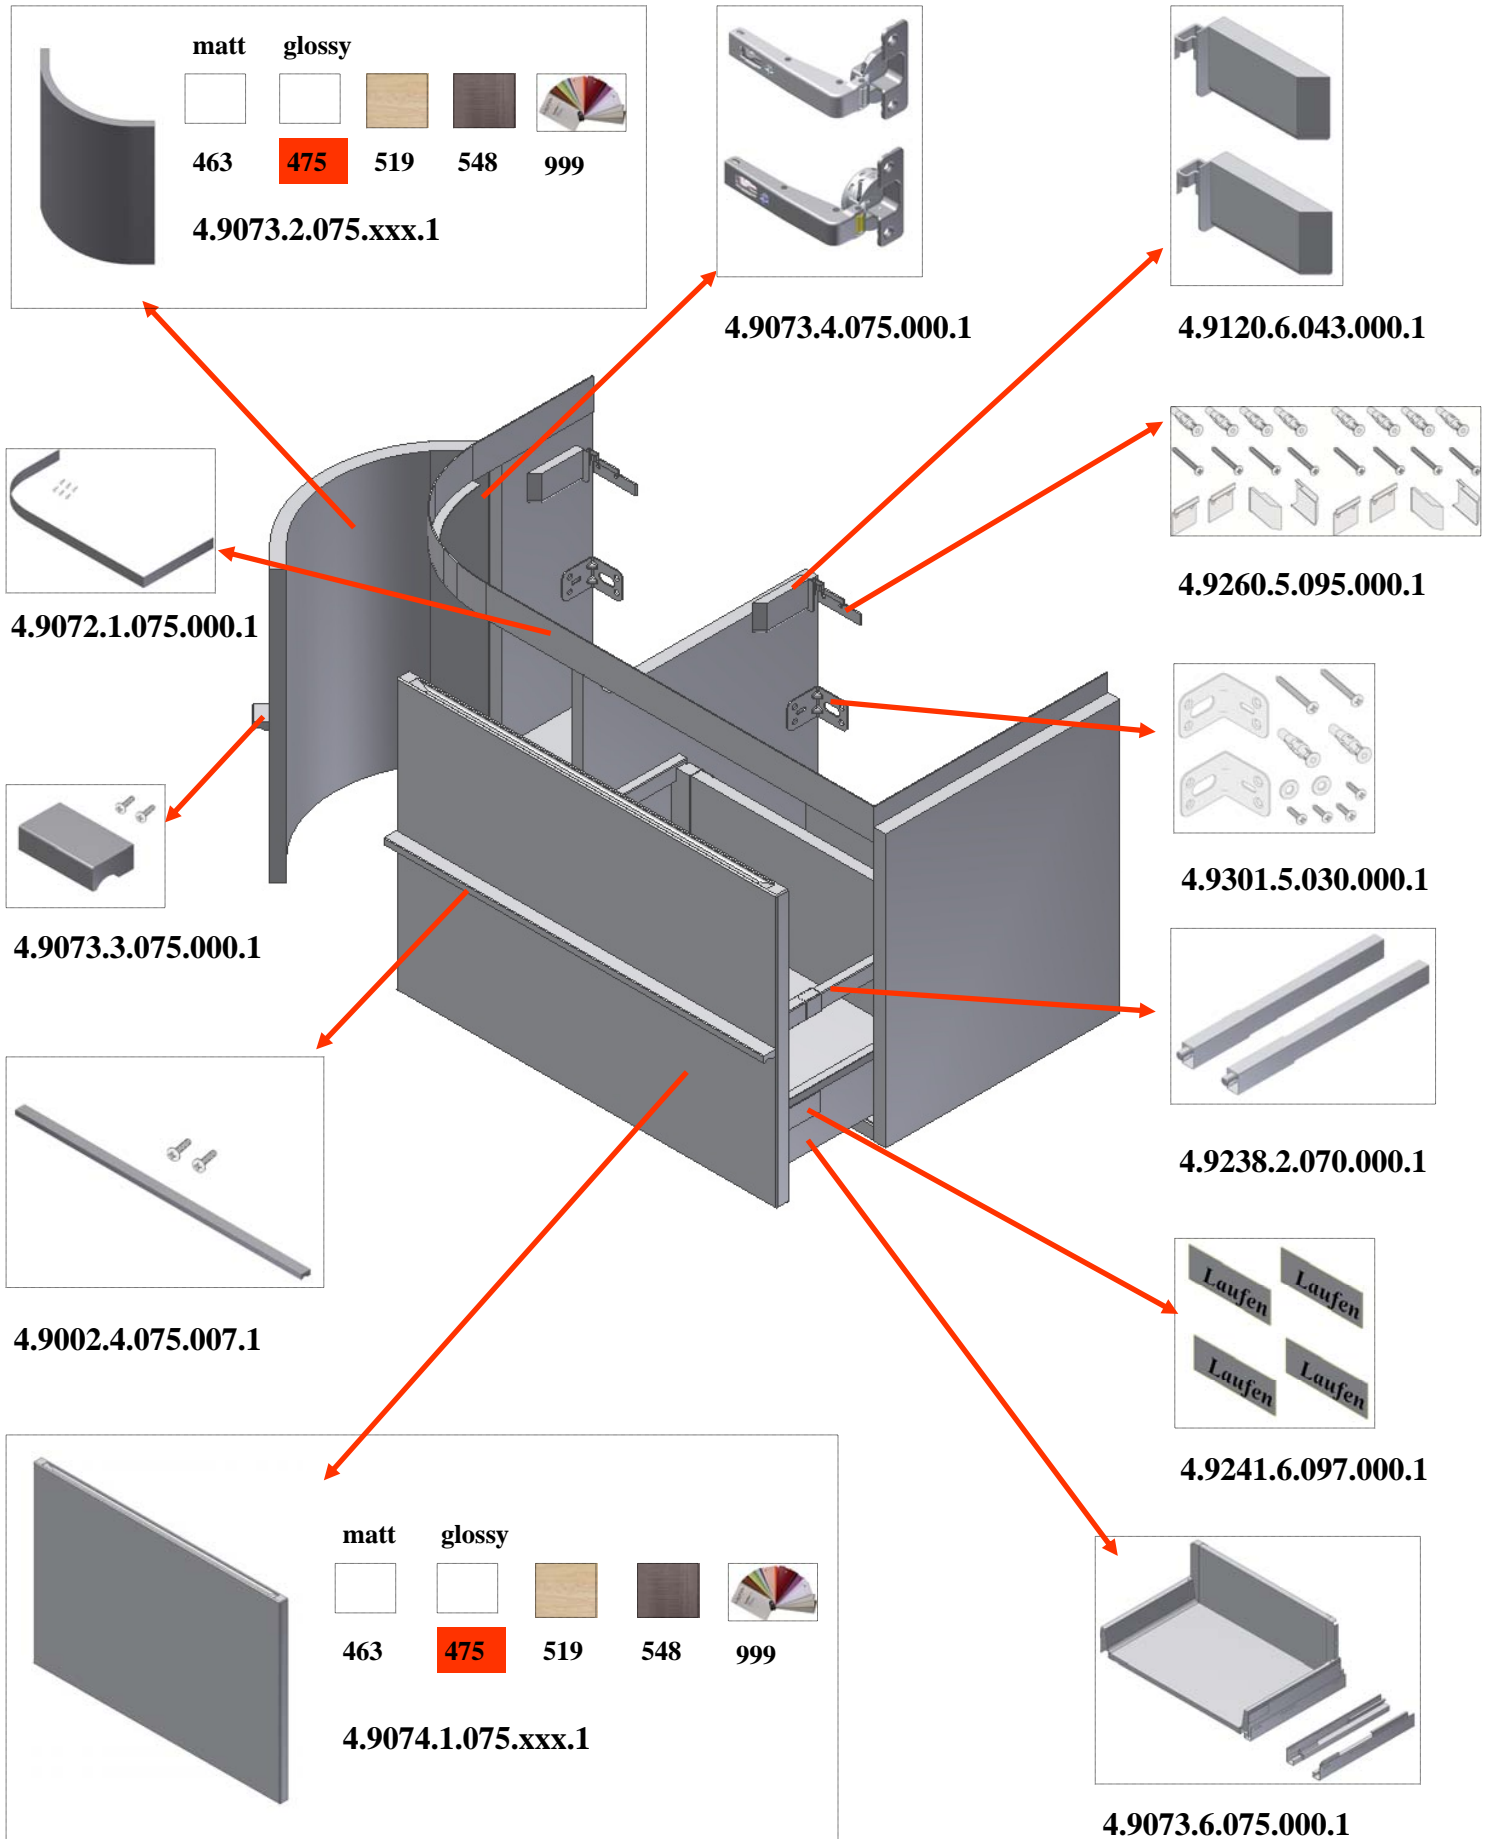 matt glossy
463 475 519 548 999
4.9073.2.075.xxx.1
4.9073.4.075.000.1
4.9120.6.043.000.1
4.9260.5.095.000.1
4.9072.1.075.000.1
4.9301.5.030.000.1
4.9073.3.075.000.1
4.9238.2.070.000.1
4.9002.4.075.007.1
Laufen Laufen
Laufen Laufen
4.9241.6.097.000.1
matt glossy
463 475 519 548 999
4.9074.1.075.xxx.1
4.9073.6.075.000.1